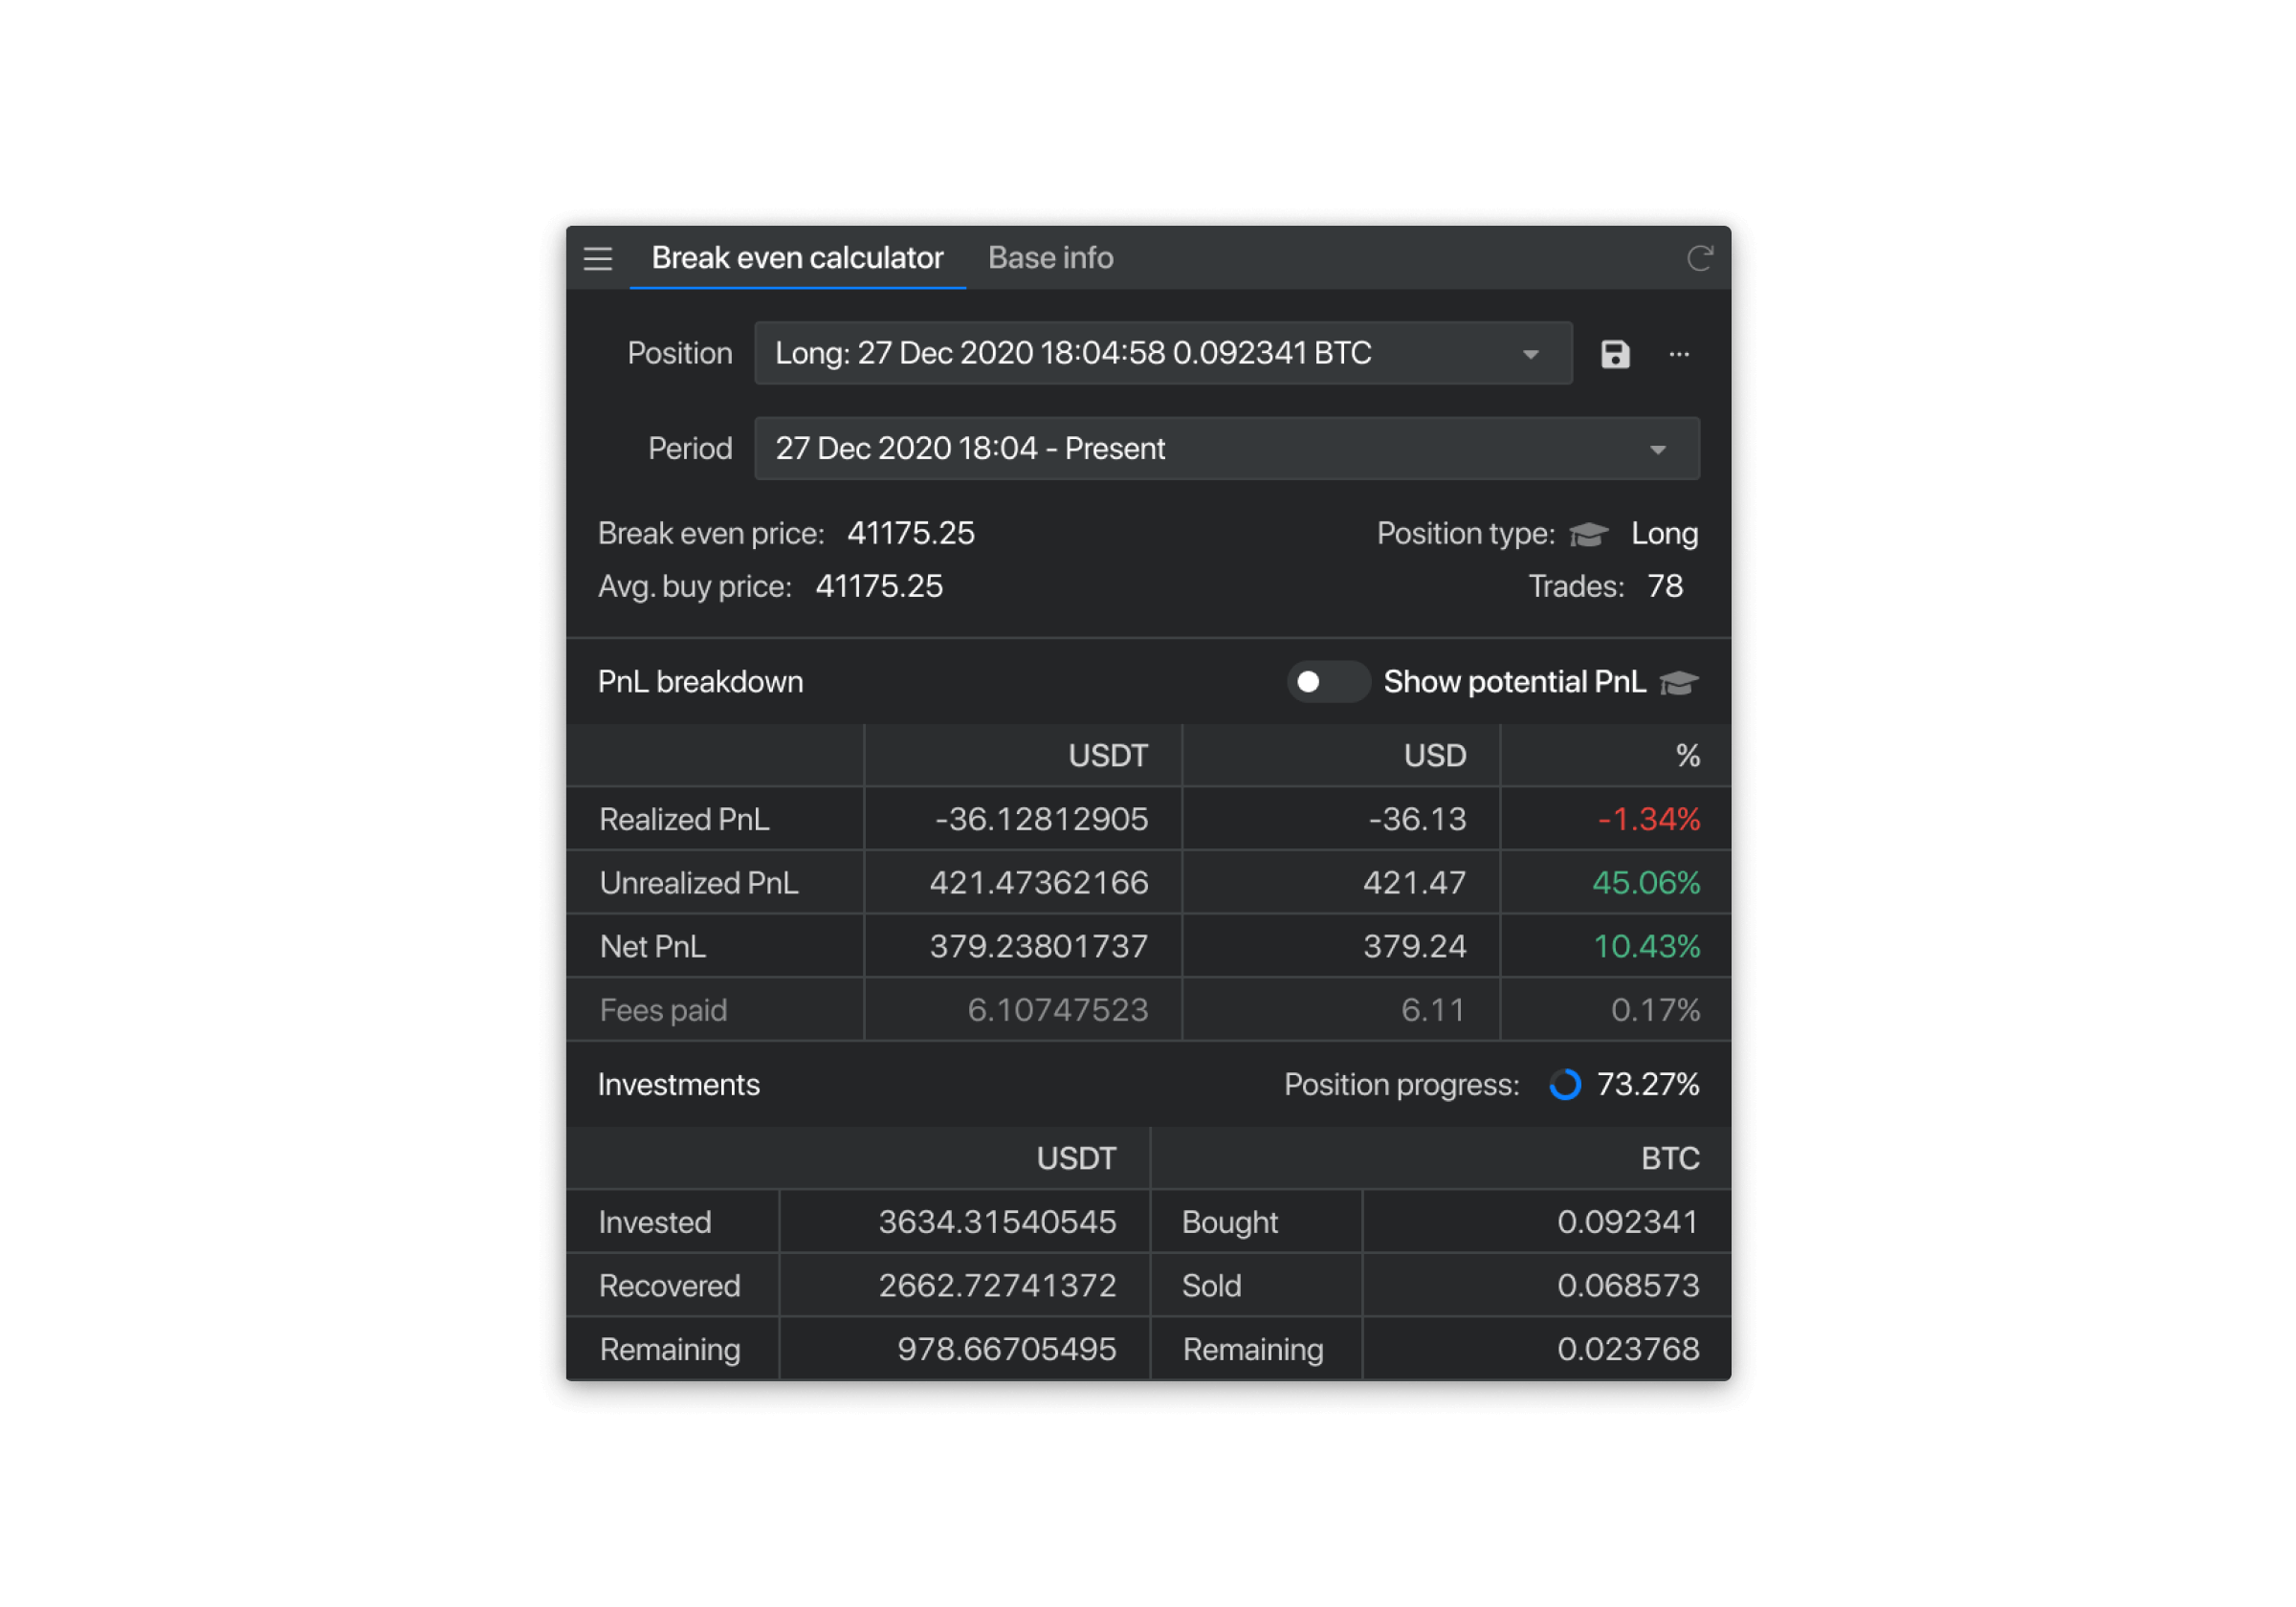 Break even calculator Base info
Position Long: 27 Dec 2020 18:04:58 0.092341 BTC ...
Period 27 Dec 2020 18:04 - Present
Break even price: 41175.25 Position type: Long
Avg. buy price: 41175.25 Trades: 78
PnL breakdown Show potential PnL
USDT USD %
Realized PnL -36.12812905 -36.13 -1.34%
Unrealized PnL 421.47362166 421.47 45.06%
Net PnL 379.23801737 379.24 10.43%
Fees paid 6.10747523 6.11 0.17%
Investments Position progress: 73.27%
USDT BTC
Invested 3634.31540545 Bought 0.092341
Recovered 2662.72741372 Sold 0.068573
Remaining 978.66705495 Remaining 0.023768